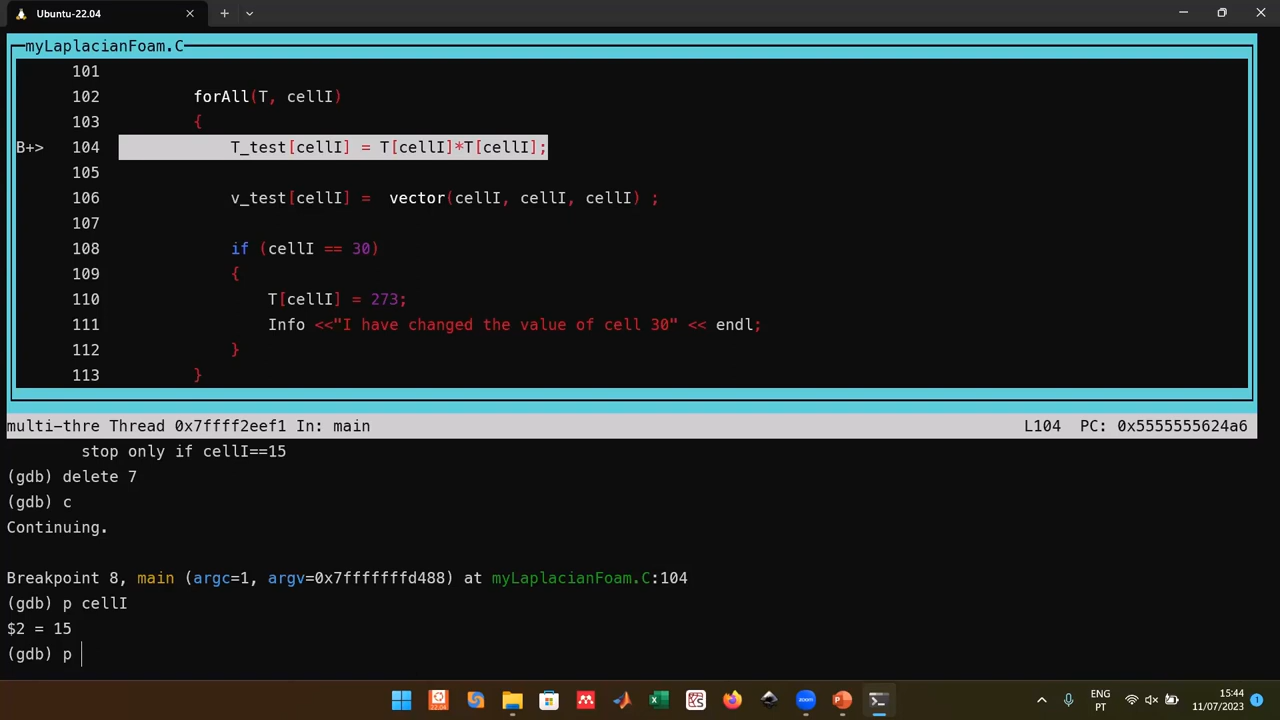 Ubuntu-22.04
myLaplacianFoam.C
101
102 forAll(T, cellI)
103 {
B+> 104 T_test[cellI] = T[cellI]*T[cellI];
105
106 v_test[cellI] =  vector(cellI, cellI, cellI) ;
107
108 if (cellI == 30)
109 {
110 T[cellI] = 273;
111 Info <<"I have changed the value of cell 30" << endl;
112 }
113 }
multi-thre Thread 0x7ffff2eef1 In: main L104 PC: 0x5555555624a6
stop only if cellI==15
(gdb) delete 7
(gdb) c
Continuing.
Breakpoint 8, main (argc=1, argv=0x7fffffffd488) at myLaplacianFoam.C:104
(gdb) p cellI
$2 = 15
(gdb) p
ENG 15:44
PT 11/07/2023